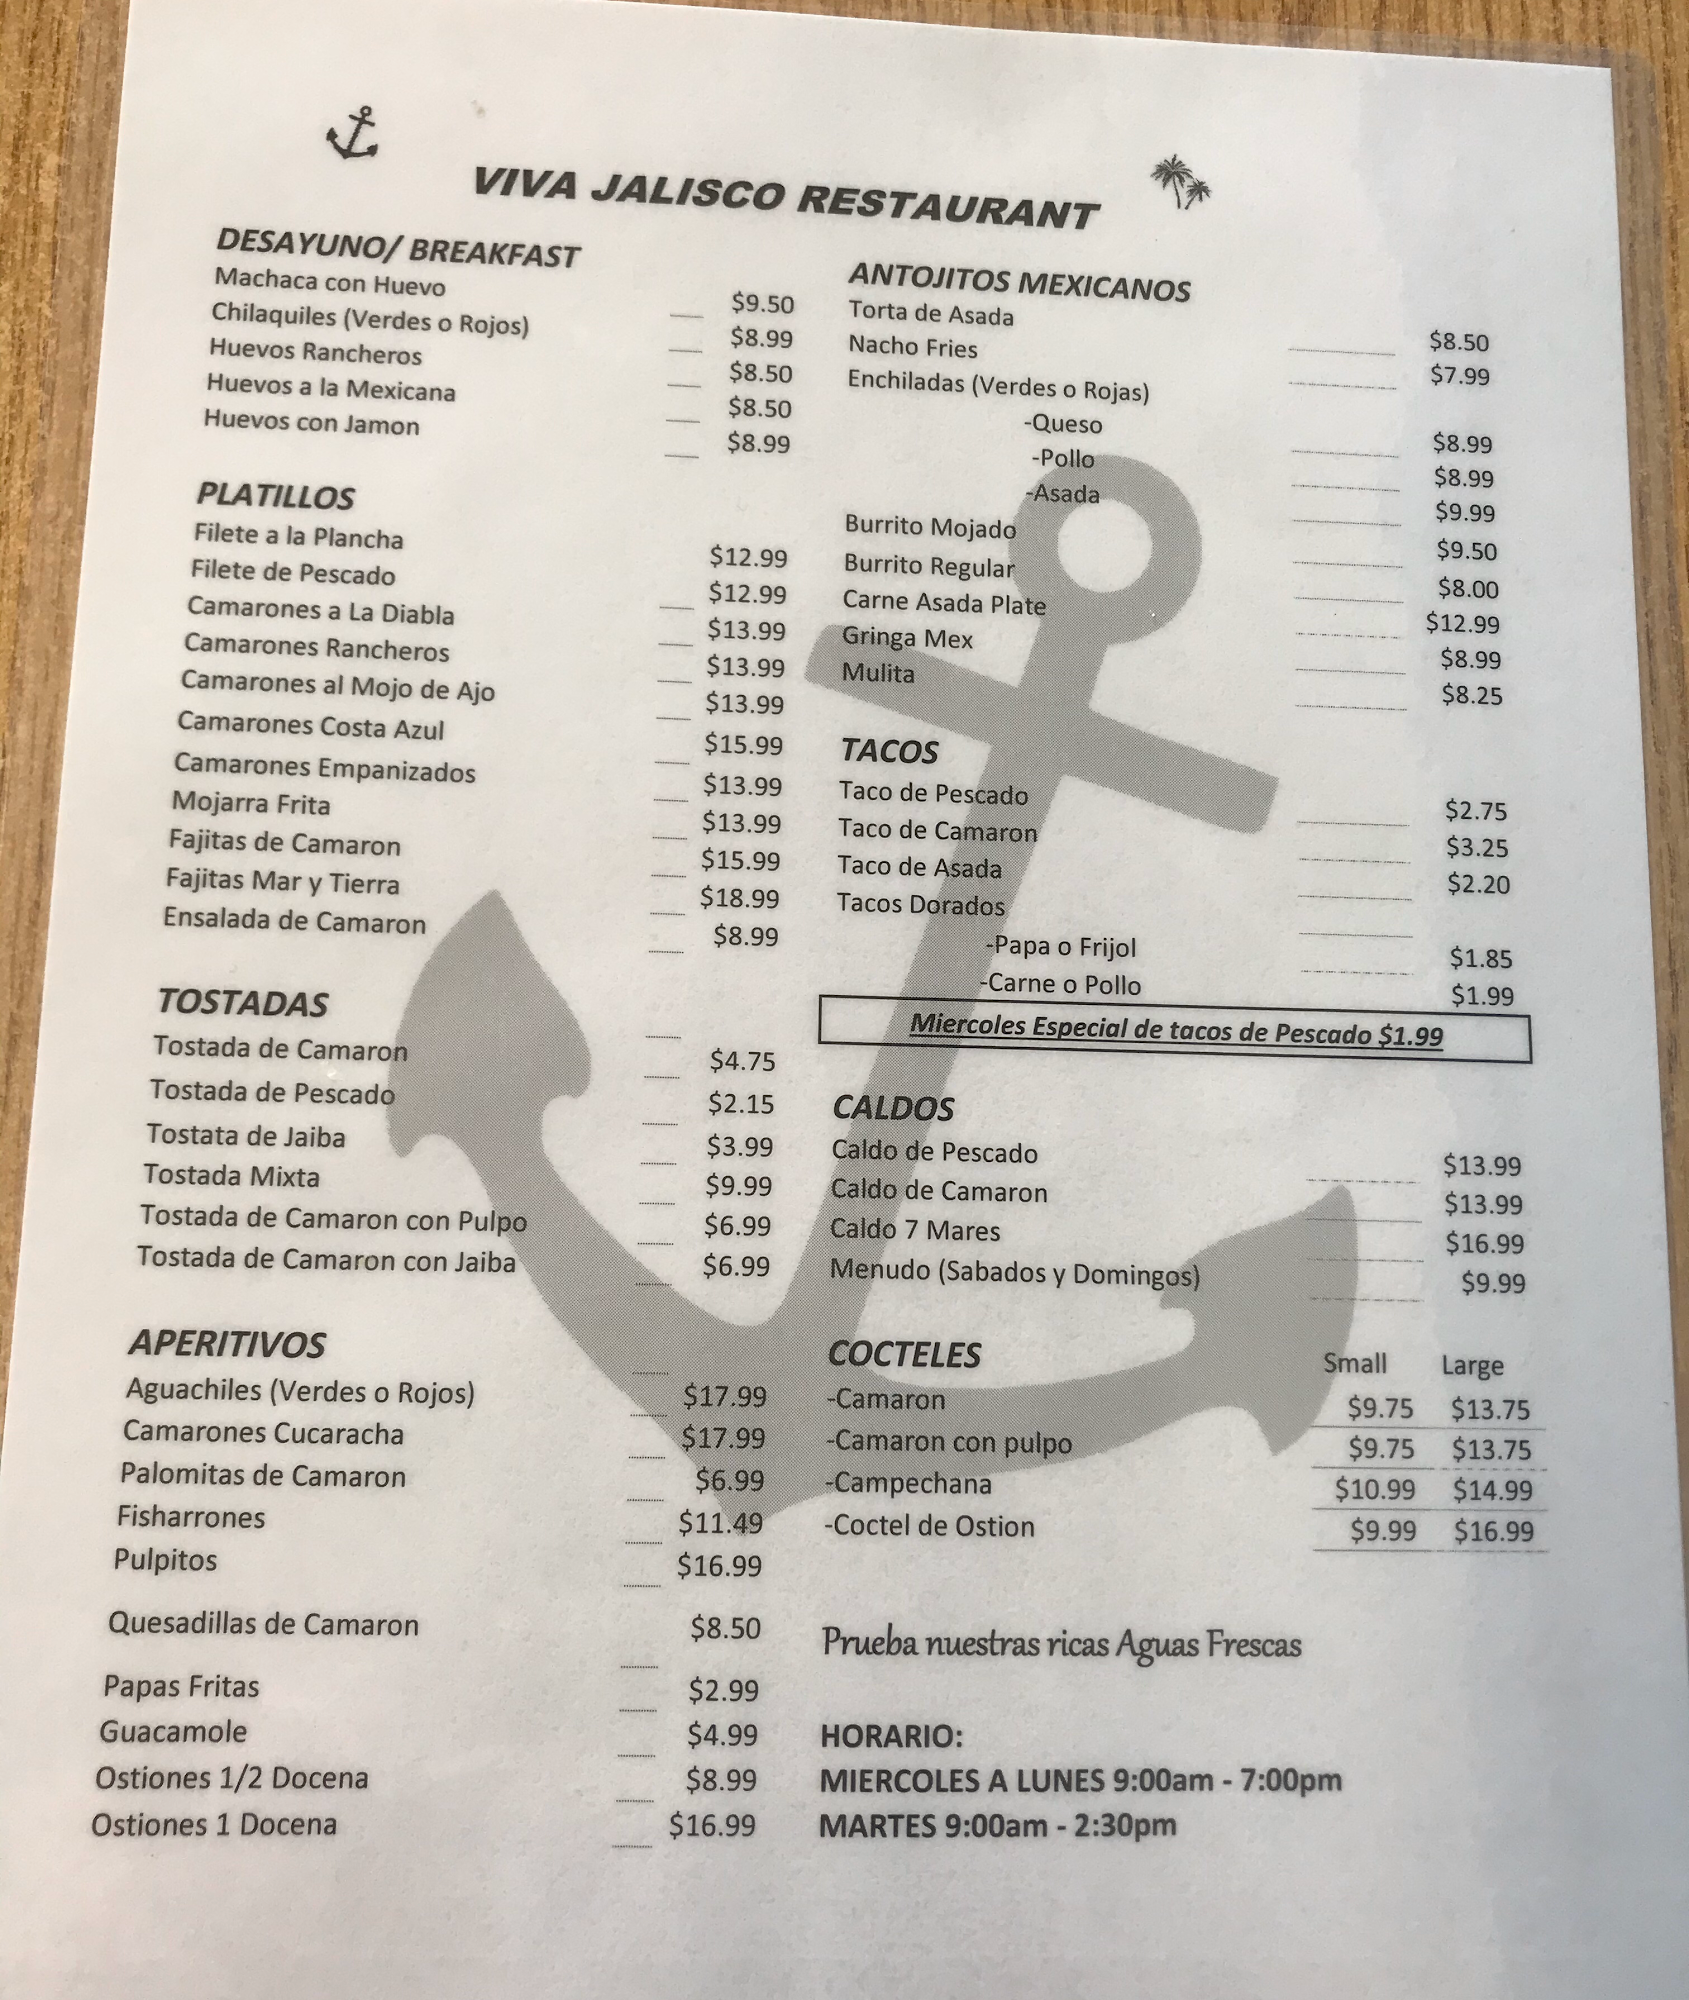 VIVA JALISCO RESTAURANT
DESAYUNO/ BREAKFAST
Machaca con Huevo $9.50
Chilaquiles (Verdes o Rojos) $8.99
Huevos Rancheros $8.50
Huevos a la Mexicana $8.50
Huevos con Jamon $8.99
PLATILLOS
Filete a la Plancha $12.99
Filete de Pescado $12.99
Camarones a La Diabla $13.99
Camarones Rancheros $13.99
Camarones al Mojo de Ajo $13.99
Camarones Costa Azul $15.99
Camarones Empanizados $13.99
Mojarra Frita $13.99
Fajitas de Camaron $15.99
Fajitas Mar y Tierra $18.99
Ensalada de Camaron $8.99
TOSTADAS
Tostada de Camaron $4.75
Tostada de Pescado $2.15
Tostata de Jaiba $3.99
Tostada Mixta $9.99
Tostada de Camaron con Pulpo $6.99
Tostada de Camaron con Jaiba $6.99
APERITIVOS
Aguachiles (Verdes o Rojos) $17.99
Camarones Cucaracha $17.99
Palomitas de Camaron $6.99
Fisharrones $11.49
Pulpitos $16.99
Quesadillas de Camaron $8.50
Papas Fritas $2.99
Guacamole $4.99
Ostiones 1/2 Docena $8.99
Ostiones 1 Docena $16.99
ANTOJITOS MEXICANOS
Torta de Asada $8.50
Nacho Fries $7.99
Enchiladas (Verdes o Rojas)
-Queso $8.99
-Pollo $8.99
-Asada $9.99
Burrito Mojado $9.50
Burrito Regular $8.00
Carne Asada Plate $12.99
Gringa Mex $8.99
Mulita $8.25
TACOS
Taco de Pescado $2.75
Taco de Camaron $3.25
Taco de Asada $2.20
Tacos Dorados
-Papa o Frijol $1.85
-Carne o Pollo $1.99
Miercoles Especial de tacos de Pescado $1.99
CALDOS
Caldo de Pescado $13.99
Caldo de Camaron $13.99
Caldo 7 Mares $16.99
Menudo (Sabados y Domingos) $9.99
COCTELES Small Large
-Camaron $9.75 $13.75
-Camaron con pulpo $9.75 $13.75
-Campechana $10.99 $14.99
-Coctel de Ostion $9.99 $16.99
Prueba nuestras ricas Aguas Frescas
HORARIO:
MIERCOLES A LUNES 9:00am - 7:00pm
MARTES 9:00am - 2:30pm